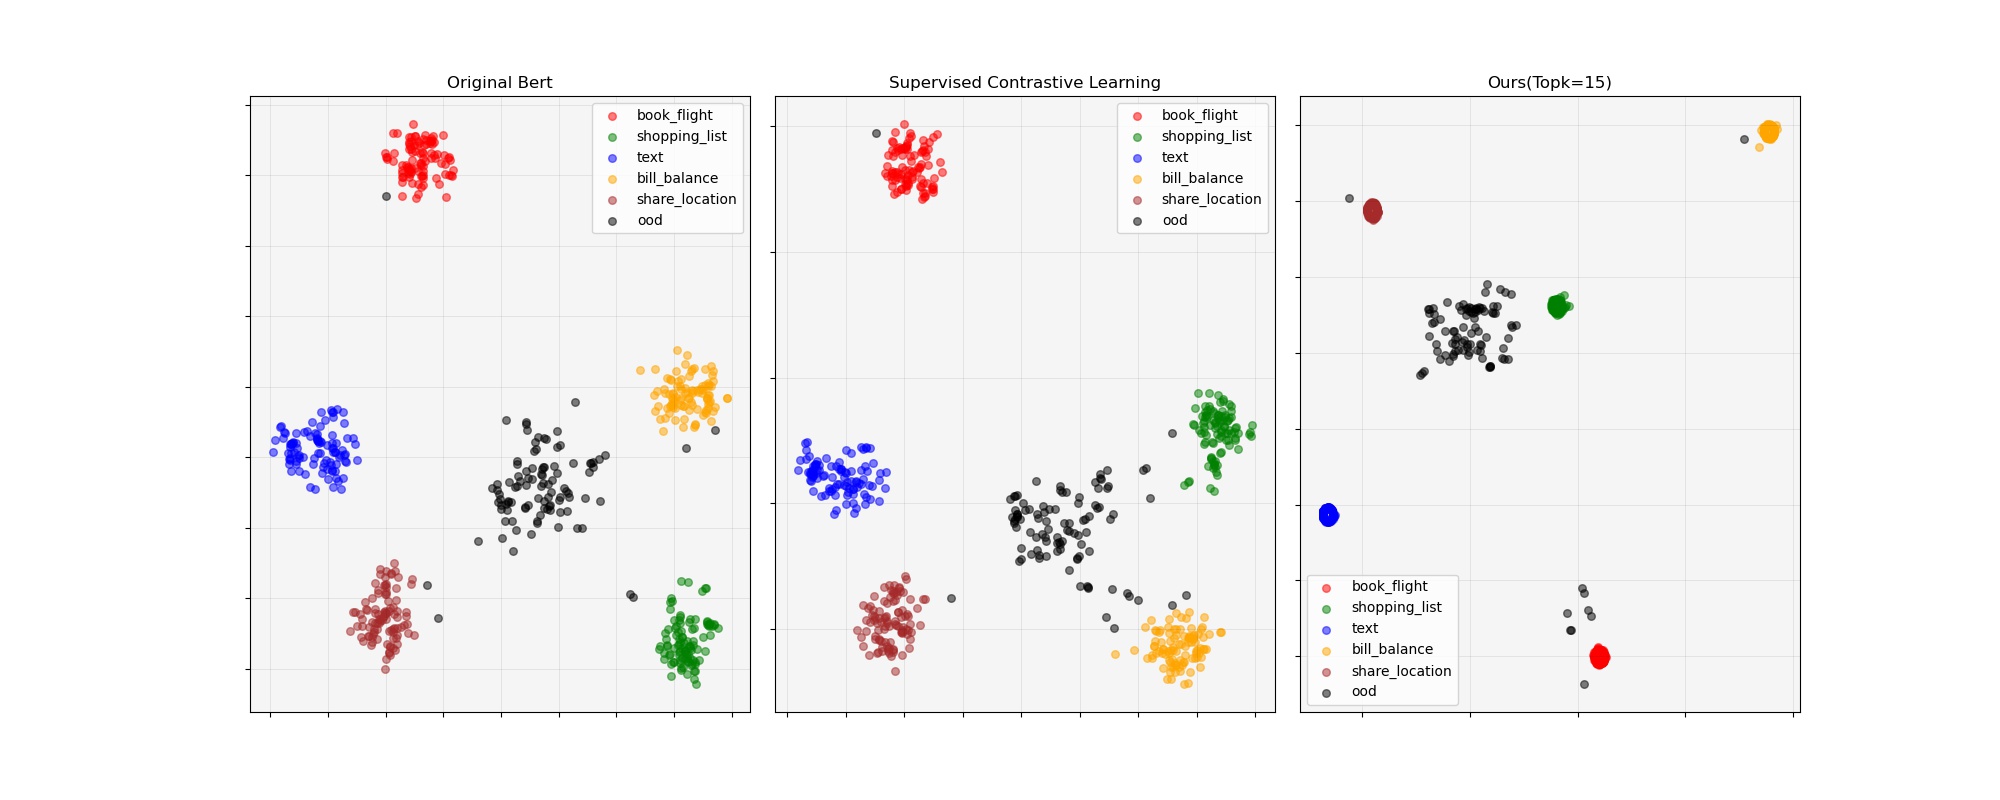 Original Bert
book_flight
shopping_list
text
bill_balance
share_location
ood
Supervised Contrastive Learning
book_flight
shopping_list
text
bill_balance
share_location
ood
Ours(Topk=15)
book_flight
shopping_list
text
bill_balance
share_location
ood